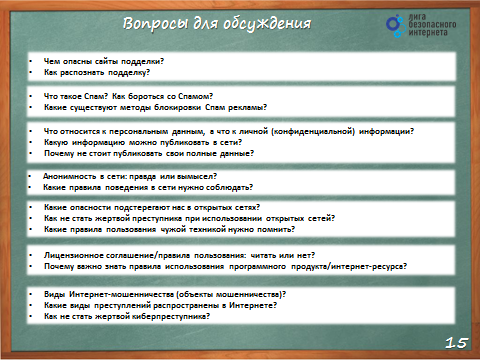 Вопросы для обсуждения
лига
безопасного
интернета
• Чем опасны сайты подделки?
• Как распознать подделку?
• Что такое Спам? Как бороться со Спамом?
• Какие существуют методы блокировки Спам рекламы?
• Что относится к персональным данным, а что к личной (конфиденциальной) информации?
• Какую информацию можно публиковать в сети?
• Почему не стоит публиковать свои полные данные?
• Анонимность в сети: правда или вымысел?
• Какие правила поведения в сети нужно соблюдать?
• Какие опасности подстерегают нас в открытых сетях?
• Как не стать жертвой преступника при использовании открытых сетей?
• Какие правила пользования чужой техникой нужно помнить?
• Лицензионное соглашение/правила пользования: читать или нет?
• Почему важно знать правила использования программного продукта/интернет-ресурса?
• Виды Интернет-мошенничества (объекты мошенничества)?
• Какие виды преступлений распространены в Интернете?
• Как не стать жертвой киберпреступника?
15